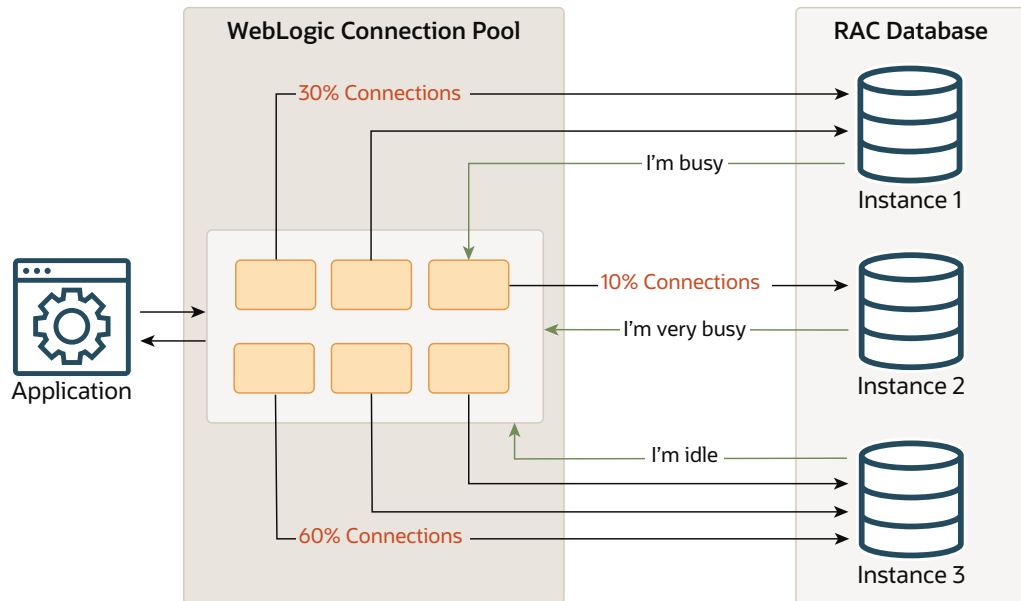 WebLogic Connection Pool
RAC Database
30% Connections
I'm busy
Instance 1
10% Connections
I'm very busy
Application
Instance 2
I'm idle
60% Connections
Instance 3